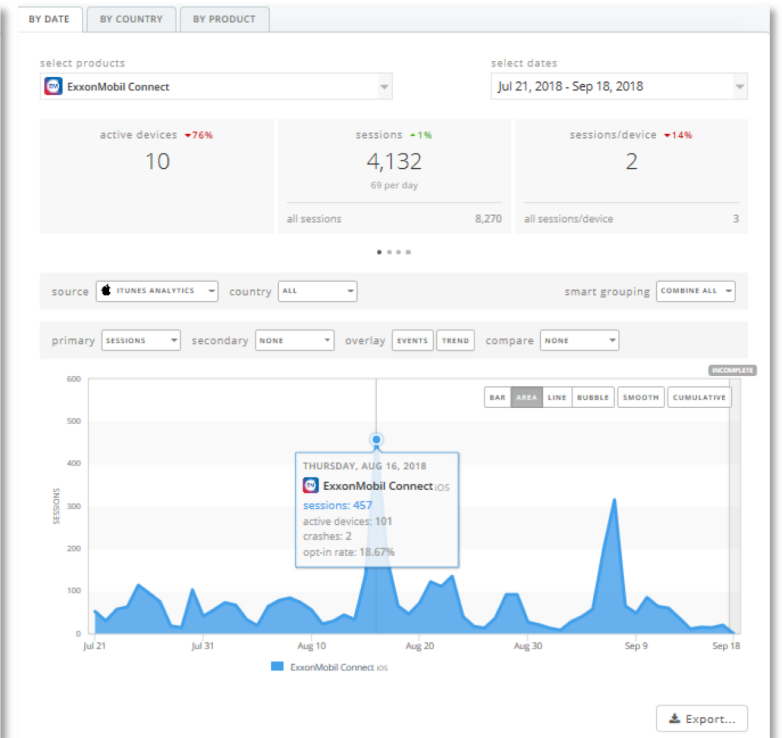 BY DATE BY COUNTRY BY PRODUCT
select products select dates
EM ExxonMobil Connect Jul 21, 2018 - Sep 18, 2018
active devices 76% sessions 1% sessions/device 14%
10 4,132 2
69 per day
all sessions 8,270 all sessions/device 3
source ITUNES ANALYTICS country ALL smart grouping COMBINE ALL
primary SESSIONS secondary NONE overlay EVENTS TREND compare NONE
INCOMPLETE
600
BAR AREA LINE BUBBLE SMOOTH CUMULATIVE
500
400
THURSDAY, AUG 16, 2018
EM ExxonMobil Connect iOS
sessions: 457
active devices: 101
crashes: 2
opt-in rate: 18.67%
SESSIONS
300
200
100
0
Jul 21 Jul 31 Aug 10 Aug 20 Aug 30 Sep 9 Sep 18
ExxonMobil Connect iOS
Export...